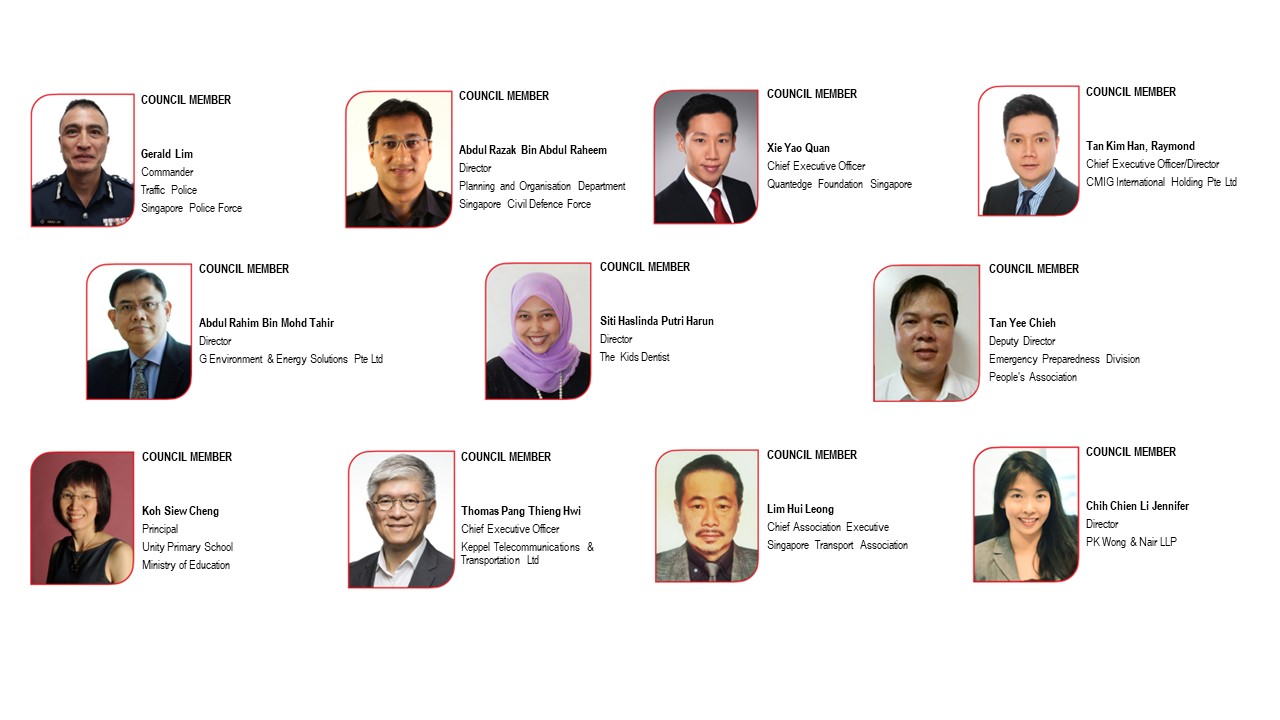 COUNCIL MEMBER
Gerald Lim
Commander
Traffic Police
Singapore Police Force
COUNCIL MEMBER
Abdul Razak Bin Abdul Raheem
Director
Planning and Organisation Department
Singapore Civil Defence Force
COUNCIL MEMBER
Xie Yao Quan
Chief Executive Officer
Quantedge Foundation Singapore
COUNCIL MEMBER
Tan Kim Han, Raymond
Chief Executive Officer/Director
CMIG International Holding Pte Ltd
COUNCIL MEMBER
Abdul Rahim Bin Mohd Tahir
Director
G Environment & Energy Solutions Pte Ltd
COUNCIL MEMBER
Siti Haslinda Putri Harun
Director
The Kids Dentist
COUNCIL MEMBER
Tan Yee Chieh
Deputy Director
Emergency Preparedness Division
People's Association
COUNCIL MEMBER
Koh Siew Cheng
Principal
Unity Primary School
Ministry of Education
COUNCIL MEMBER
Thomas Pang Thieng Hwi
Chief Executive Officer
Keppel Telecommunications &
Transportation Ltd
COUNCIL MEMBER
Lim Hui Leong
Chief Association Executive
Singapore Transport Association
COUNCIL MEMBER
Chih Chien Li Jennifer
Director
PK Wong & Nair LLP